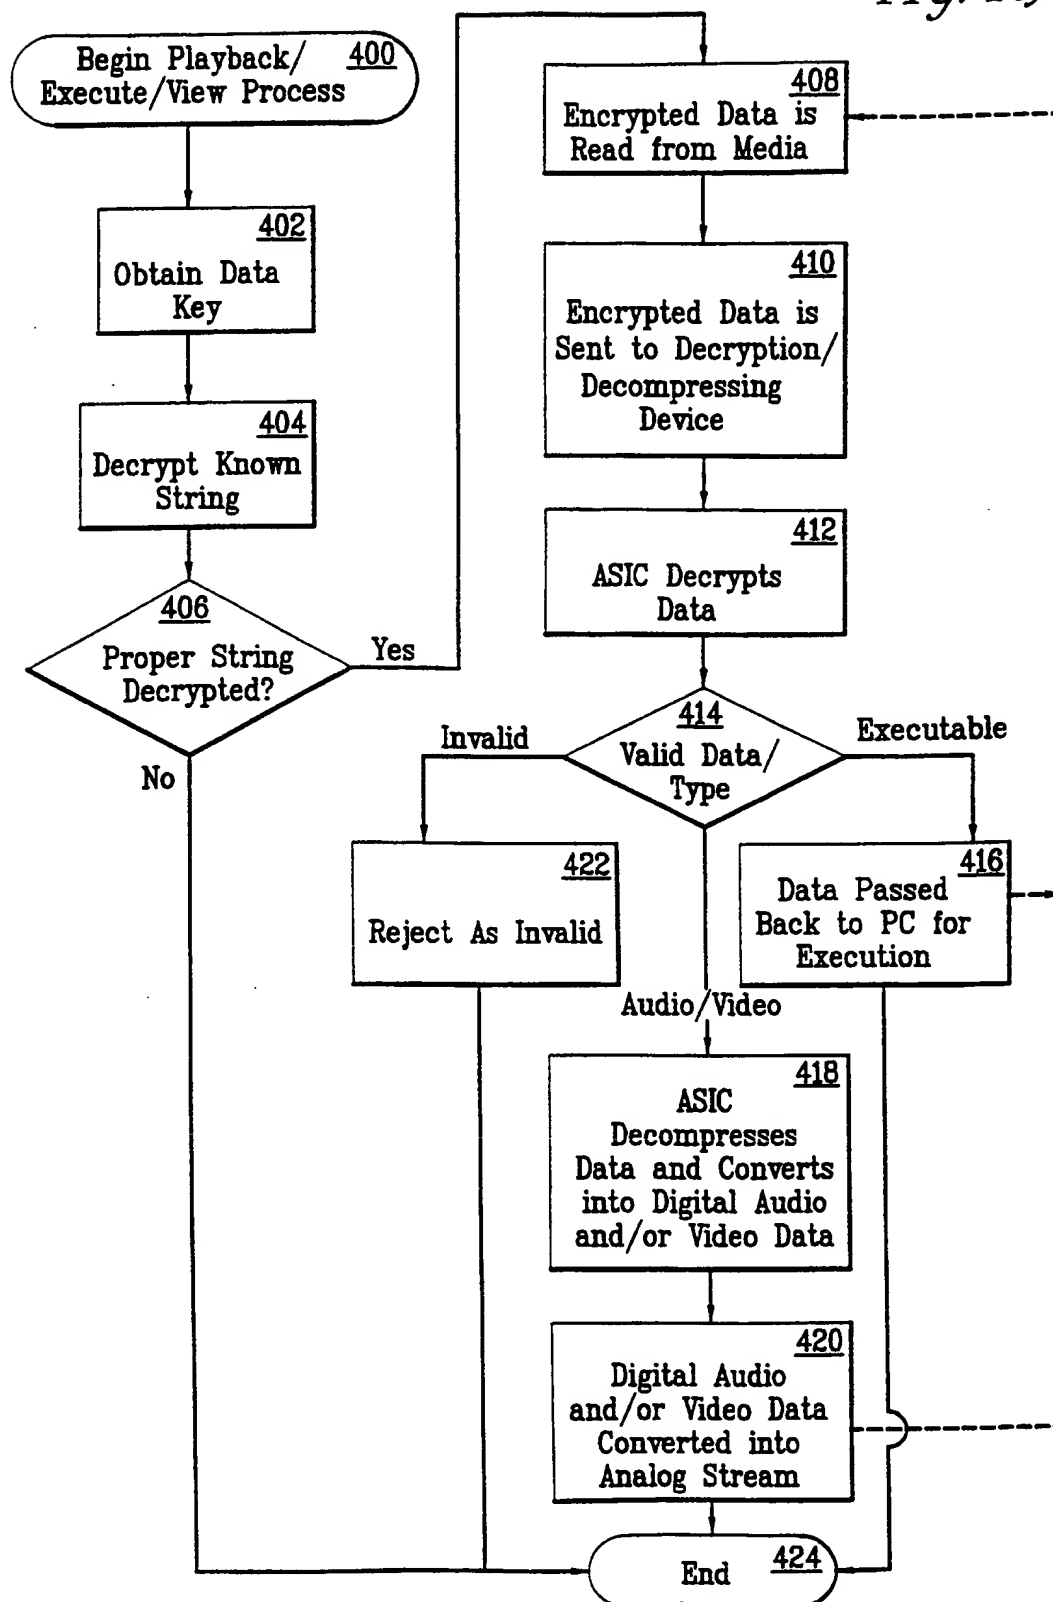 Begin Playback/ 400
Execute/View Process
402
Obtain Data
Key
404
Decrypt Known
String
406
Proper String
Decrypted?
Yes
No
408
Encrypted Data is
Read from Media
410
Encrypted Data is
Sent to Decryption/
Decompressing
Device
412
ASIC Decrypts
Data
414
Valid Data/
Type
Invalid
Executable
422
Reject As Invalid
416
Data Passed
Back to PC for
Execution
Audio/Video
418
ASIC
Decompresses
Data and Converts
into Digital Audio
and/or Video Data
420
Digital Audio
and/or Video Data
Converted into
Analog Stream
End 424